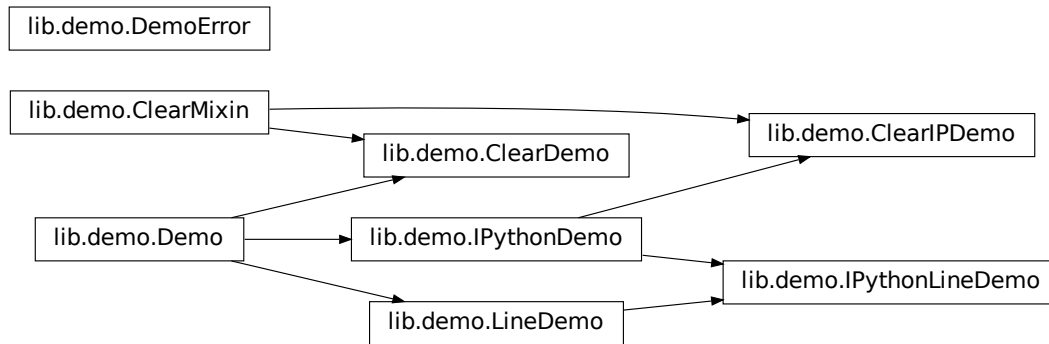 lib.demo.DemoError
lib.demo.ClearMixin
lib.demo.ClearIPDemo
lib.demo.ClearDemo
lib.demo.Demo
lib.demo.IPythonDemo
lib.demo.IPythonLineDemo
lib.demo.LineDemo